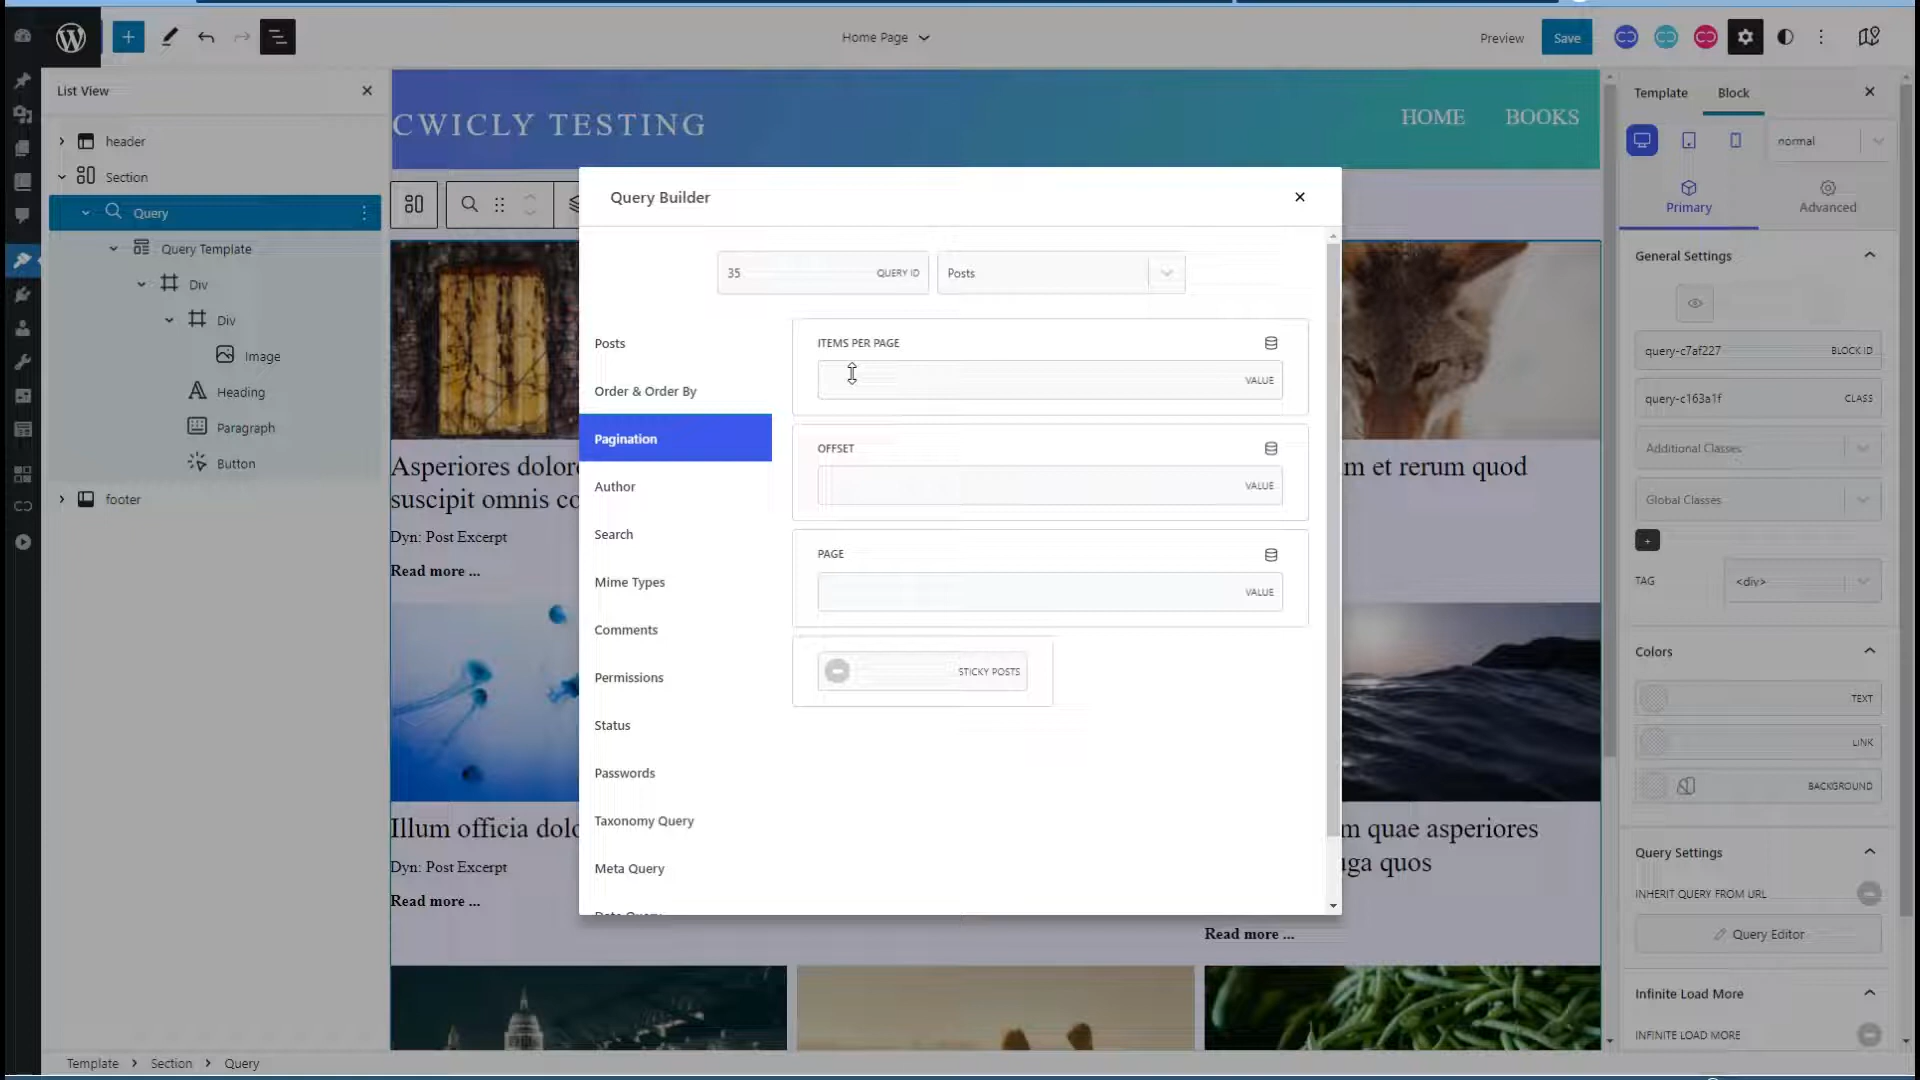 Home Page
Preview
Save
List View
header
Section
Query
Query Template
Div
Div
Image
Heading
Paragraph
Button
footer
CWICLY TESTING
HOME BOOKS
Asperiores dolor
suscipit omnis co
Dyn: Post Excerpt
Read more ...
m et rerum quod
Illum officia dol
Dyn: Post Excerpt
Read more ...
m quae asperiores
uga quos
Read more ...
Query Builder
35 QUERY ID
Posts
Posts
Order & Order By
Pagination
Author
Search
Mime Types
Comments
Permissions
Status
Passwords
Taxonomy Query
Meta Query
Date Query
ITEMS PER PAGE
VALUE
OFFSET
VALUE
PAGE
VALUE
STICKY POSTS
Template Block
normal
Primary
Advanced
General Settings
query-c7af227 BLOCK ID
query-c163a1f CLASS
Additional Classes
Global Classes
+
TAG <div>
Colors
TEXT
LINK
BACKGROUND
Query Settings
INHERIT QUERY FROM URL
Query Editor
Infinite Load More
INFINITE LOAD MORE
Template > Section > Query